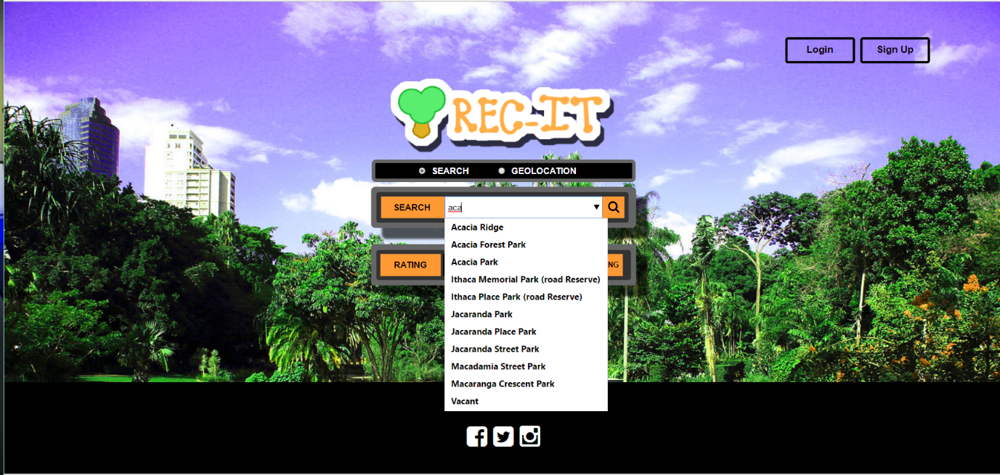 Login
Sign Up
REC-IT
SEARCH
GEOLOCATION
SEARCH
aca
Acacia Ridge
Acacia Forest Park
Acacia Park
Ithaca Memorial Park (road Reserve)
Ithaca Place Park (road Reserve)
Jacaranda Park
Jacaranda Place Park
Jacaranda Street Park
Macadamia Street Park
Macaranga Crescent Park
Vacant
RATING
NG